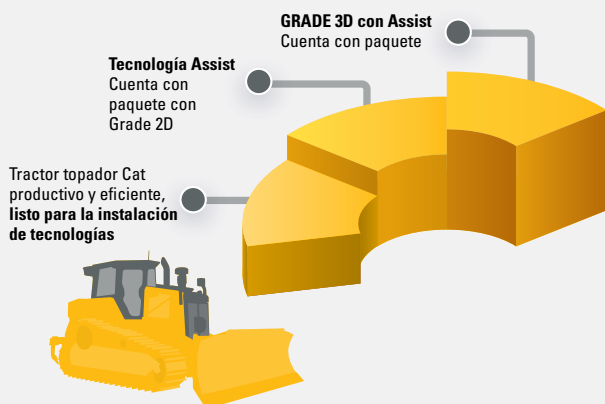 GRADE 3D con Assist
Cuenta con paquete
Tecnología Assist
Cuenta con
paquete con
Grade 2D
Tractor topador Cat
productivo y eficiente,
listo para la instalación
de tecnologías